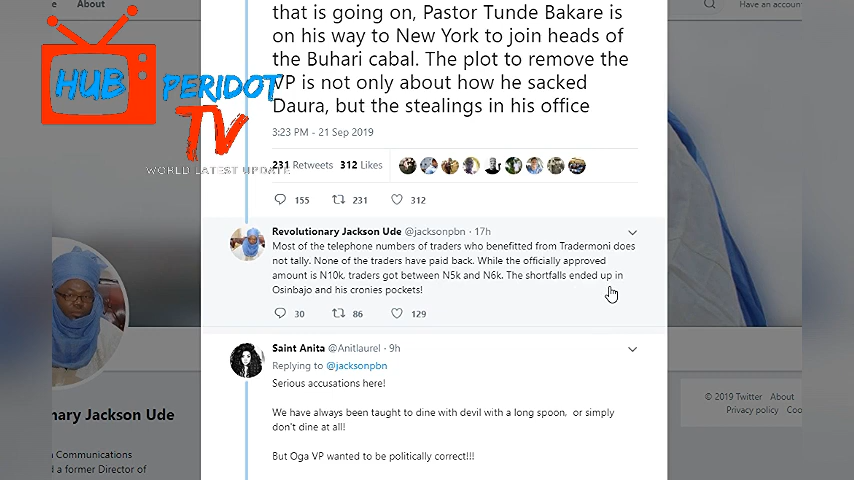 About
Have an account
that is going on, Pastor Tunde Bakare is
on his way to New York to join heads of
the Buhari cabal. The plot to remove the
VP is not only about how he sacked
Daura, but the stealings in his office
HUB
PERIDOT
TV
WORLD LATEST UPDATE
3:23 PM - 21 Sep 2019
231 Retweets 312 Likes
155 231 312
Revolutionary Jackson Ude @jacksonpbn · 17h
Most of the telephone numbers of traders who benefitted from Tradermoni does
not tally. None of the traders have paid back. While the officially approved
amount is N10k, traders got between N5k and N6k. The shortfalls ended up in
Osinbajo and his cronies pockets!
30 86 129
Saint Anita @Anitlaurel · 9h
Replying to @jacksonpbn
Serious accusations here!
We have always been taught to dine with devil with a long spoon, or simply
don't dine at all!
But Oga VP wanted to be politically correct!!!
nary Jackson Ude
Communications
d a former Director of
© 2019 Twitter About
Privacy policy Coo